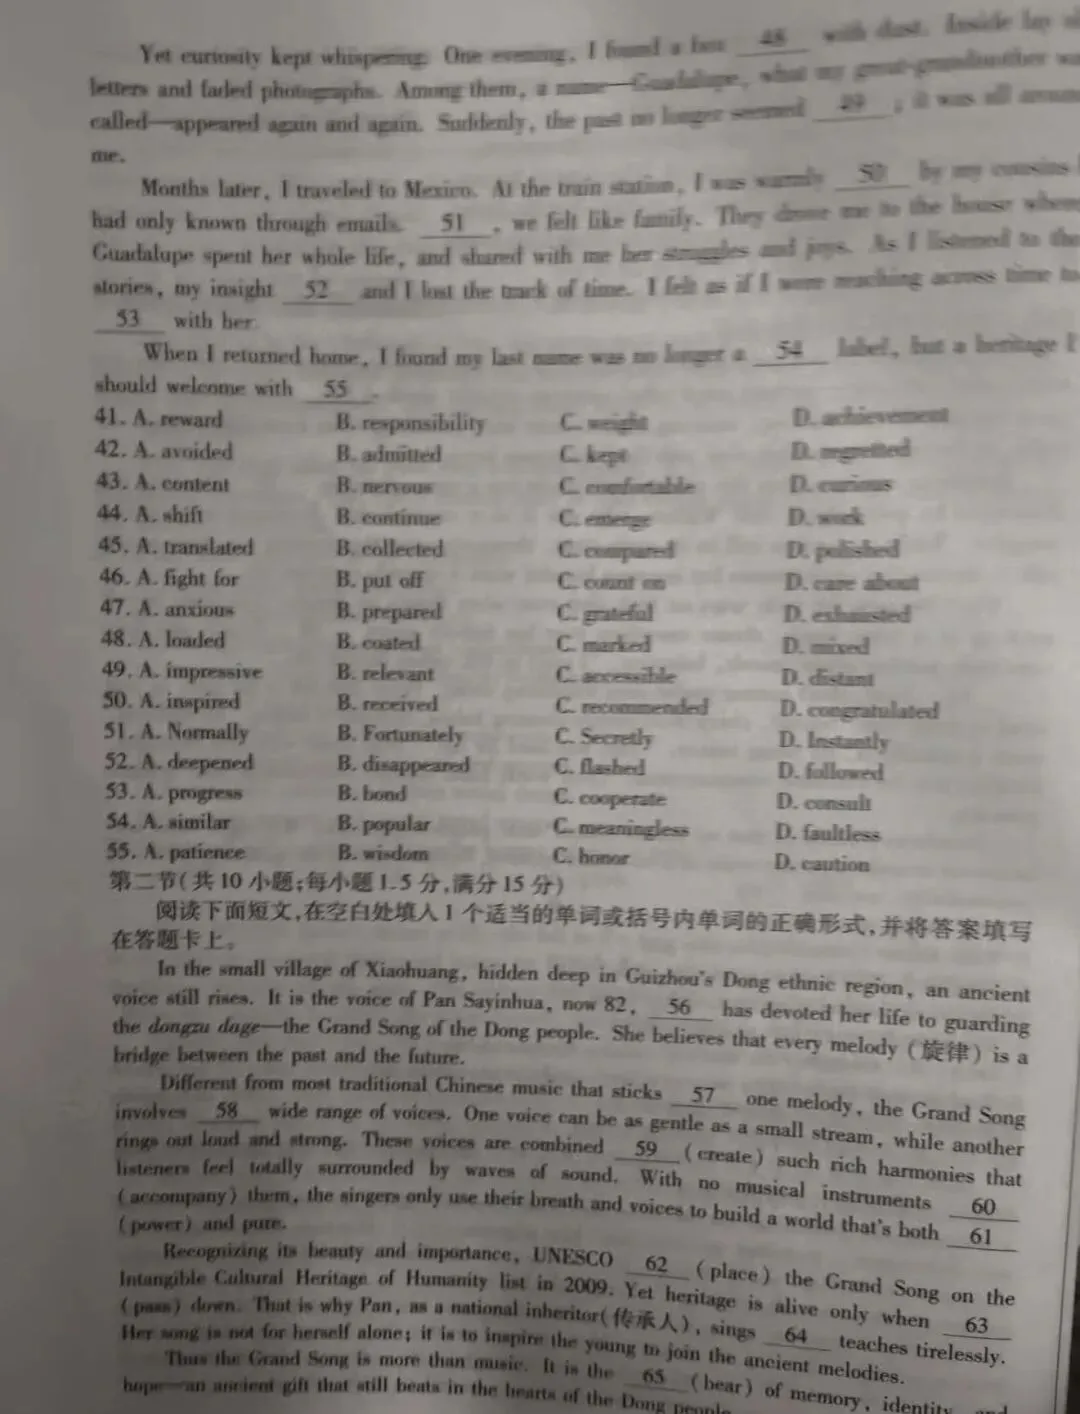 Yet curiosity kept whispering. One evening, I found a box 48 with dust. Inside lay
letters and faded photographs. Among them, a name—Guadalupe, what my great-grandmother
called—appeared again and again. Suddenly, the past no longer seemed 49 ; it was all around
me.
Months later, I traveled to Mexico. At the train station, I was warmly 50 by my cousins I
had only known through emails. 51 , we felt like family. They drove me to the house where
Guadalupe spent her whole life, and shared with me her struggles and joys. As I listened to the
stories, my insight 52 and I lost the track of time. I felt as if I were reaching across time to
53 with her.
When I returned home, I found my last name was no longer a 54 label, but a heritage I
should welcome with 55 .
41. A. reward B. responsibility C. weight D. achievement
42. A. avoided B. admitted C. kept D. regretted
43. A. content B. nervous C. comfortable D. curious
44. A. shift B. continue C. emerge D. work
45. A. translated B. collected C. compared D. polished
46. A. fight for B. put off C. count on D. care about
47. A. anxious B. prepared C. grateful D. exhausted
48. A. loaded B. coated C. marked D. mixed
49. A. impressive B. relevant C. accessible D. distant
50. A. inspired B. received C. recommended D. congratulated
51. A. Normally B. Fortunately C. Secretly D. Instantly
52. A. deepened B. disappeared C. flashed D. followed
53. A. progress B. bond C. cooperate D. consult
54. A. similar B. popular C. meaningless D. faultless
55. A. patience B. wisdom C. honor D. caution
第二节(共10小题;每小题1.5分,满分15分)
阅读下面短文,在空白处填入1个适当的单词或括号内单词的正确形式,并将答案填写
在答题卡上。
In the small village of Xiaohuang, hidden deep in Guizhou's Dong ethnic region, an ancient
voice still rises. It is the voice of Pan Sayinhua, now 82, 56 has devoted her life to guarding
the dongzu dage—the Grand Song of the Dong people. She believes that every melody (旋律) is a
bridge between the past and the future.
Different from most traditional Chinese music that sticks 57 one melody, the Grand Song
involves 58 wide range of voices. One voice can be as gentle as a small stream, while another
rings out loud and strong. These voices are combined 59 (create) such rich harmonies that
listeners feel totally surrounded by waves of sound. With no musical instruments 60
(accompany) them, the singers only use their breath and voices to build a world that's both 61
(power) and pure.
Recognizing its beauty and importance, UNESCO 62 (place) the Grand Song on the
Intangible Cultural Heritage of Humanity list in 2009. Yet heritage is alive only when 63
(pass) down. That is why Pan, as a national inheritor(传承人), sings 64 teaches tirelessly.
Her song is not for herself alone; it is to inspire the young to join the ancient melodies.
Thus the Grand Song is more than music. It is the 65 (bear) of memory, identity and
hope—an ancient gift that still beats in the hearts of the Dong people